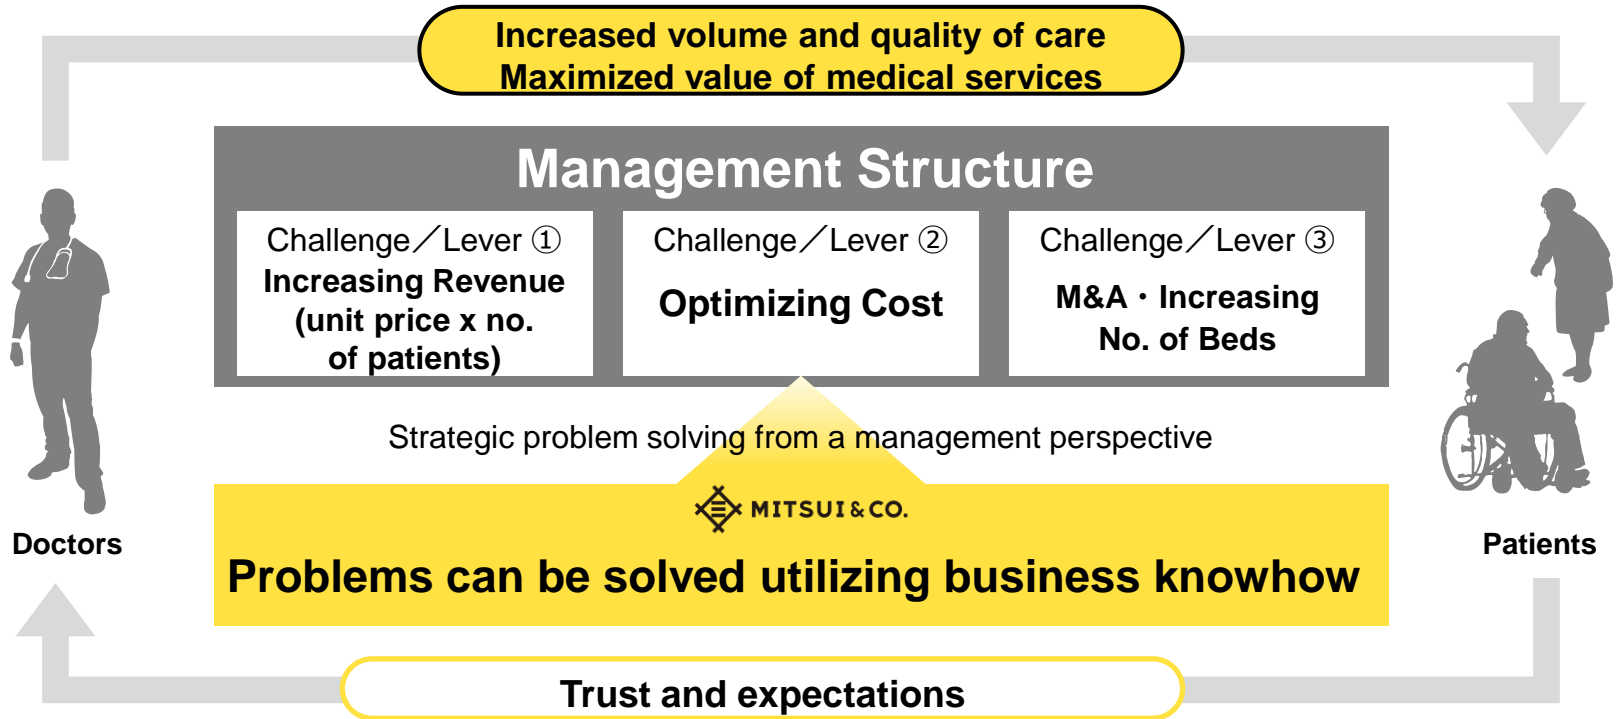 Increased volume and quality of care
Maximized value of medical services
Management Structure
Challenge／Lever ①
Increasing Revenue
(unit price x no.
of patients)
Challenge／Lever ②
Optimizing Cost
Challenge／Lever ③
M&A・Increasing
No. of Beds
Strategic problem solving from a management perspective
MITSUI & CO.
Problems can be solved utilizing business knowhow
Doctors
Patients
Trust and expectations